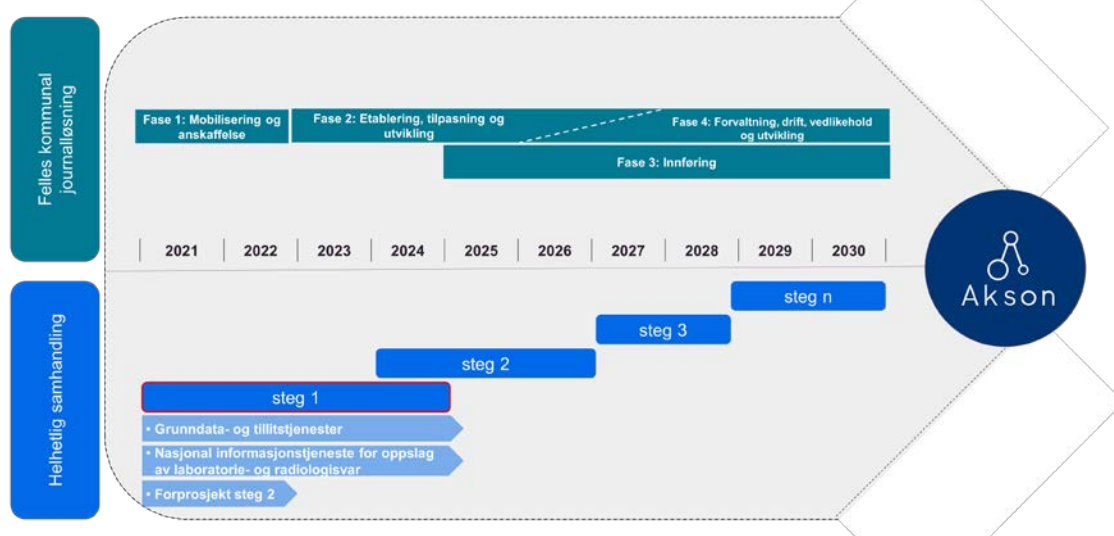 Felles kommunal
journalløsning
Fase 1: Mobilisering og
anskaffelse
Fase 2: Etablering, tilpasning og
utvikling
Fase 4: Forvaltning, drift, vedlikehold
og utvikling
Fase 3: Innføring
2021 2022 2023 2024 2025 2026 2027 2028 2029 2030
Akson
Helhetlig samhandling
steg n
steg 3
steg 2
steg 1
• Grunndata- og tillitstjenester
• Nasjonal informasjonstjeneste for oppslag
av laboratorie- og radiologisvar
• Forprosjekt steg 2